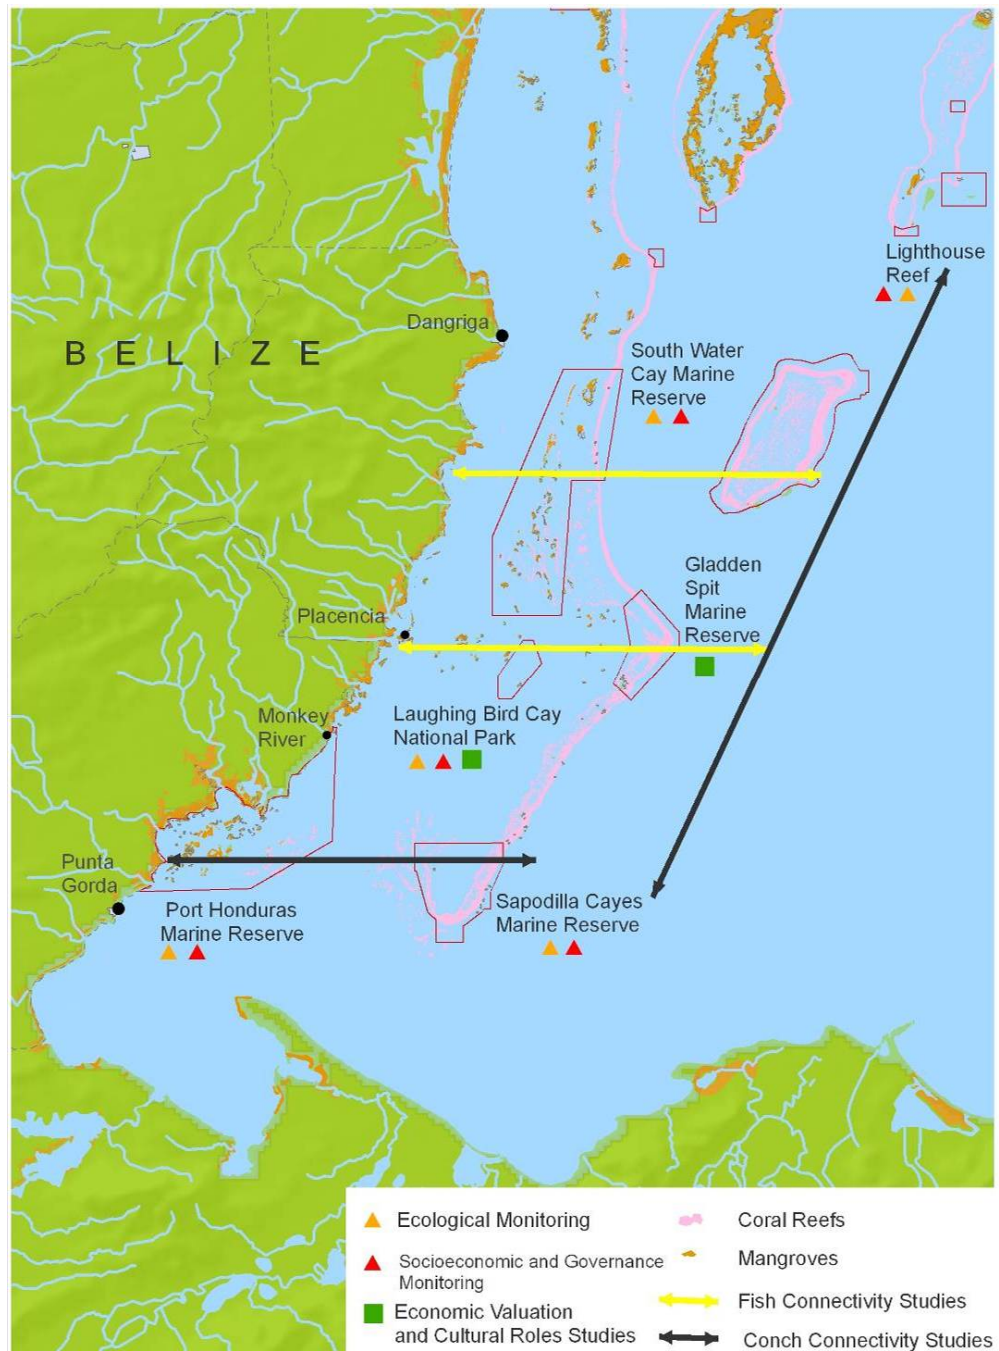 Lighthouse
Reef
Dangriga
B E L I Z E
South Water
Cay Marine
Reserve
Gladden
Spit
Marine
Reserve
Placencia
Laughing Bird Cay
National Park
Monkey
River
Punta
Gorda
Port Honduras
Marine Reserve
Sapodilla Cayes
Marine Reserve
Ecological Monitoring
Socioeconomic and Governance
Monitoring
Economic Valuation
and Cultural Roles Studies
Coral Reefs
Mangroves
Fish Connectivity Studies
Conch Connectivity Studies